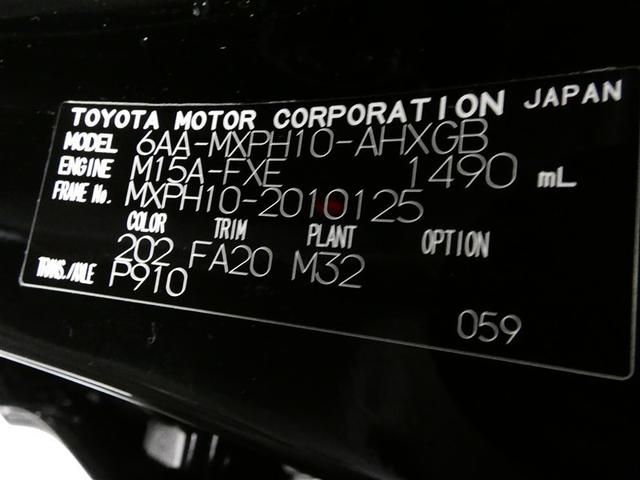 TOYOTA MOTOR CORPORATION JAPAN
MODEL 6AA-MXPH10-AHXGB
ENGINE M15A-FXE 1490 mL
FRAME No. MXPH10-2010125
COLOR TRIM PLANT OPTION
202 FA20 M32
TRANS./AXLE P910
059